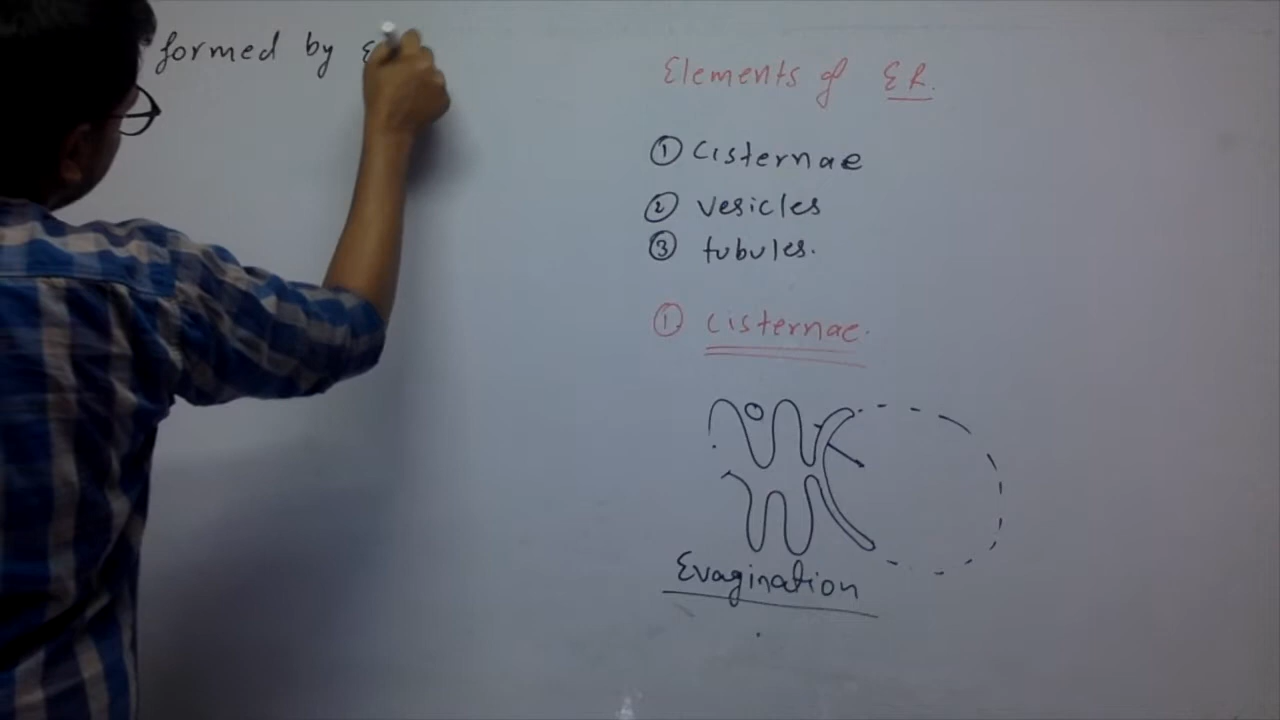 formed by
Elements of ER.
① Cisternae
② vesicles
③ tubules.
① Cisternae.
Evagination